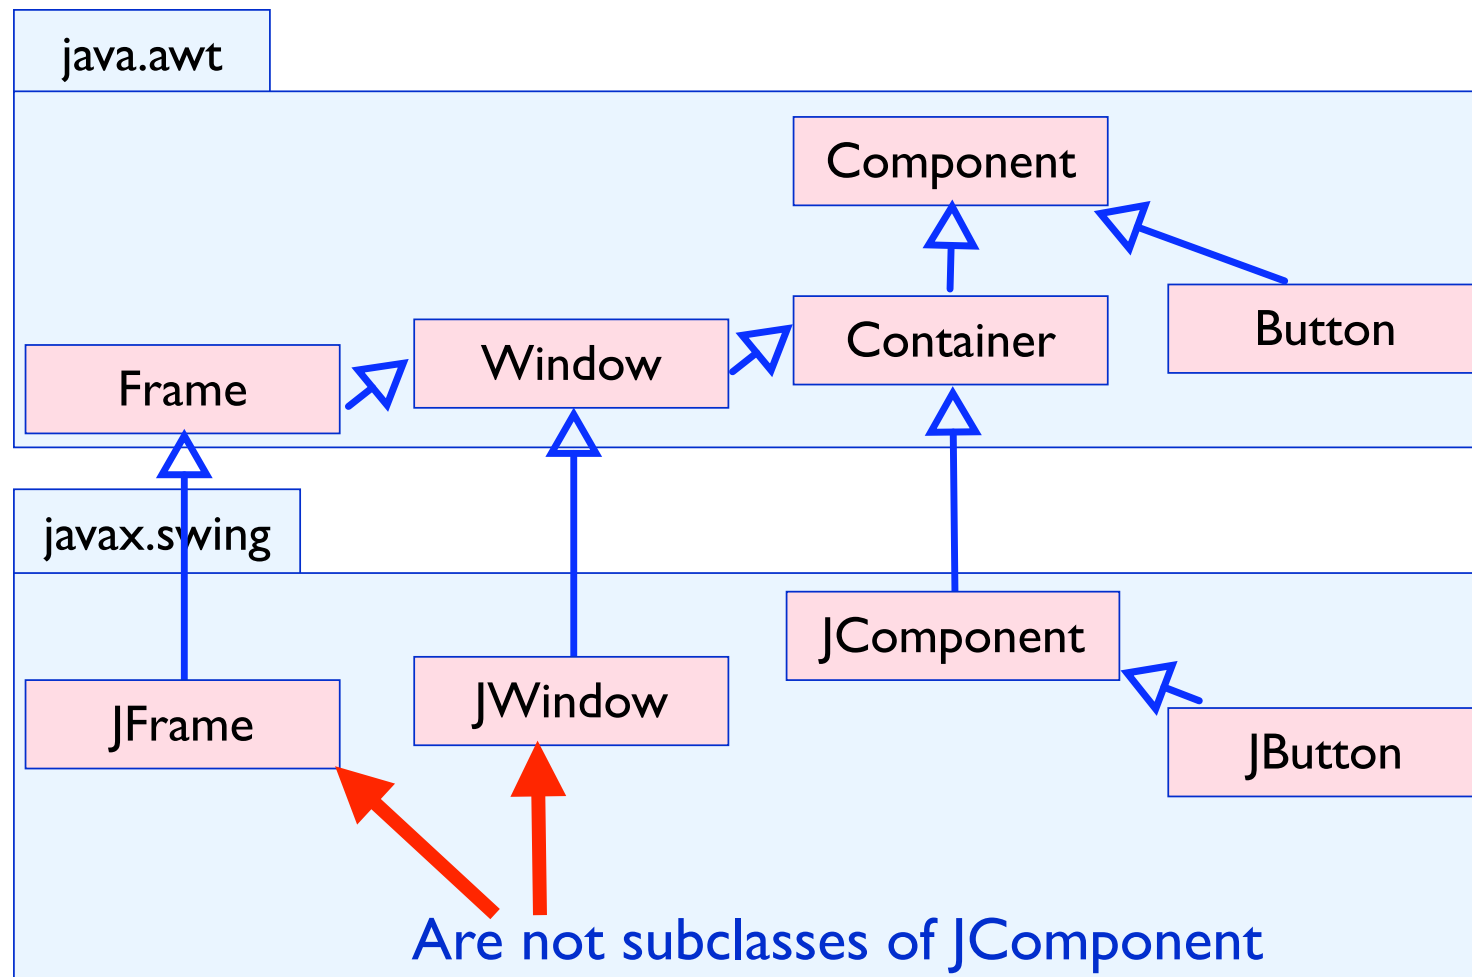 java.awt
Component
Button
Container
Window
Frame
javax.swing
JComponent
JWindow
JFrame
JButton
Are not subclasses of JComponent